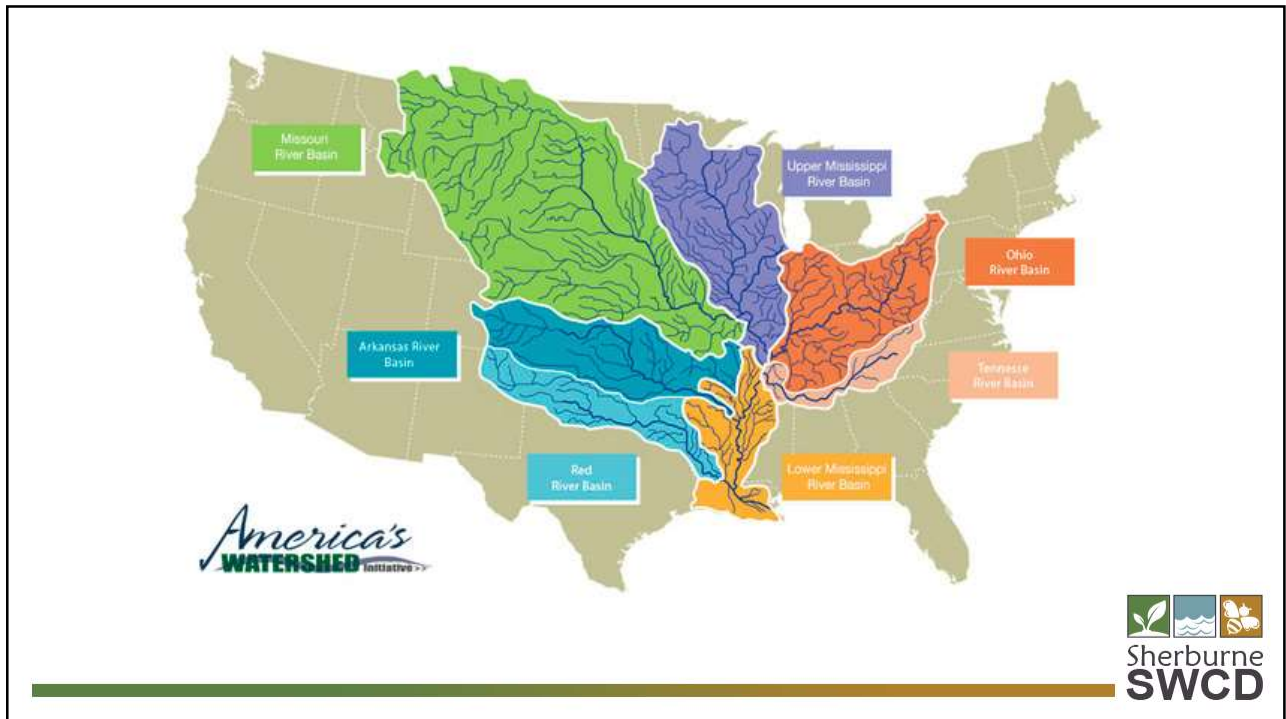 Missouri
River Basin
Upper Mississippi
River Basin
Ohio
River Basin
Arkansas River
Basin
Tennesse
River Basin
Red
River Basin
Lower Mississippi
River Basin
America's
WATERSHED Initiative >>
Sherburne
SWCD